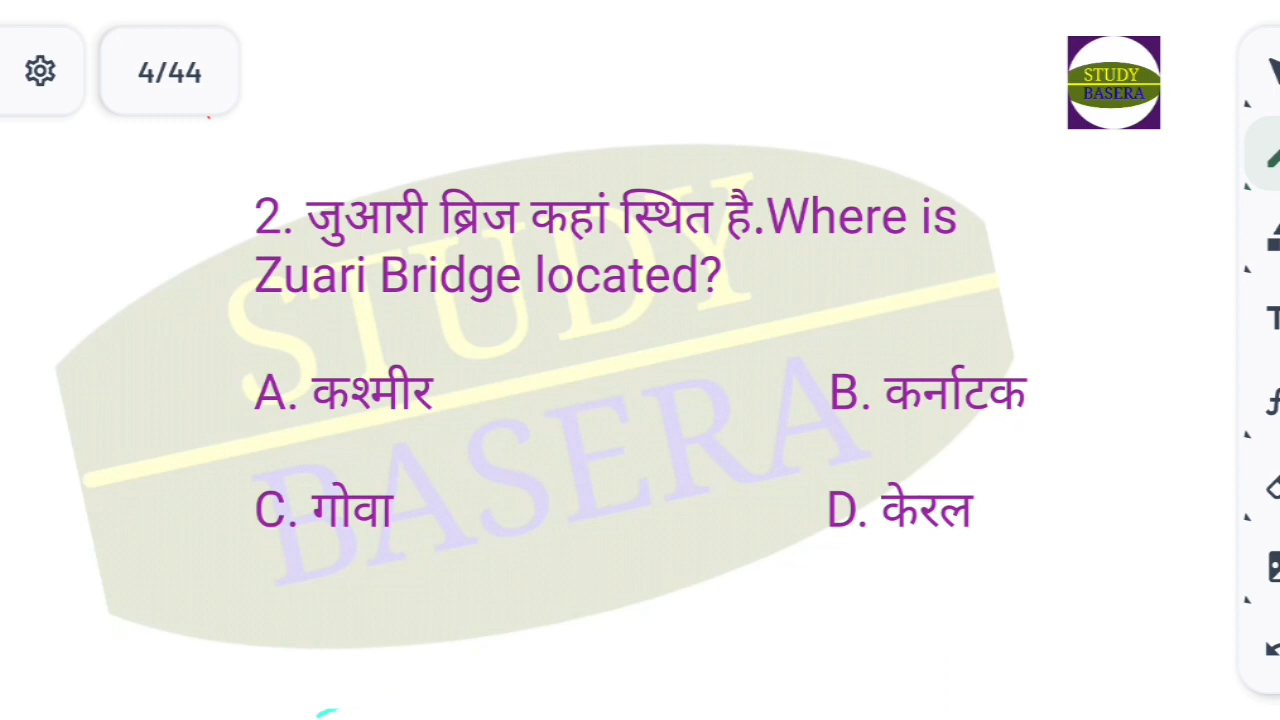 4/44
STUDY
BASERA
2. जुआरी ब्रिज कहां स्थित है.Where is
Zuari Bridge located?
A. कश्मीर B. कर्नाटक
C. गोवा D. केरल
STUDY
BASERA